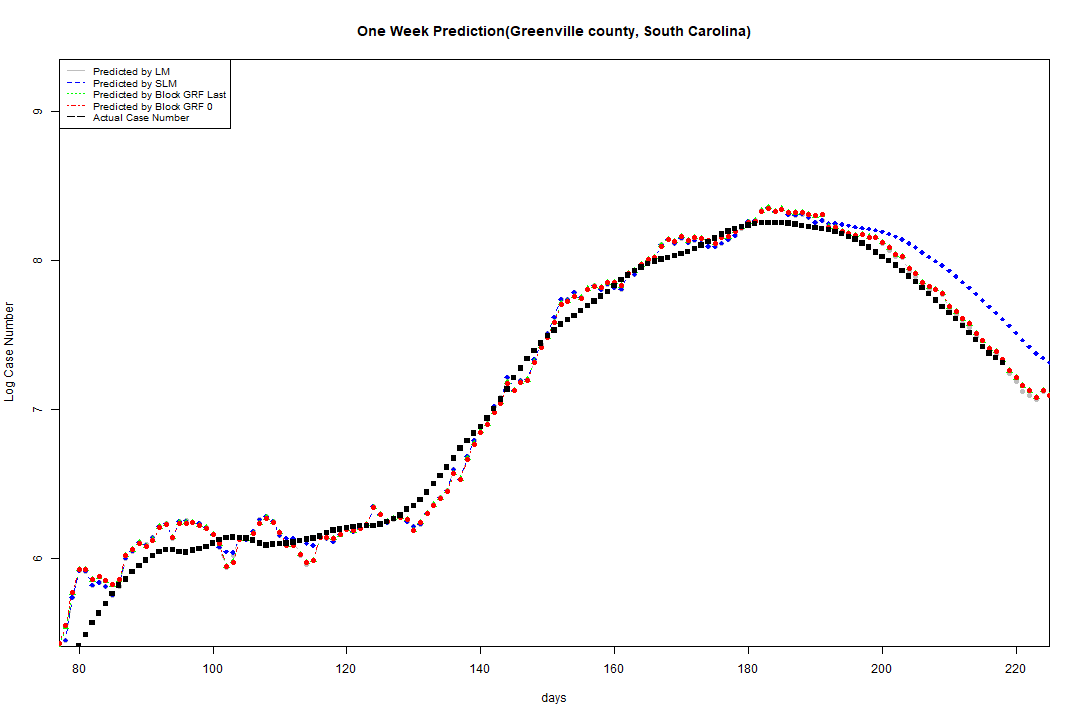 One Week Prediction(Greenville county, South Carolina)
Predicted by LM
Predicted by SLM
Predicted by Block GRF Last
Predicted by Block GRF 0
Actual Case Number
9
8
7
6
Log Case Number
80 100 120 140 160 180 200 220
days